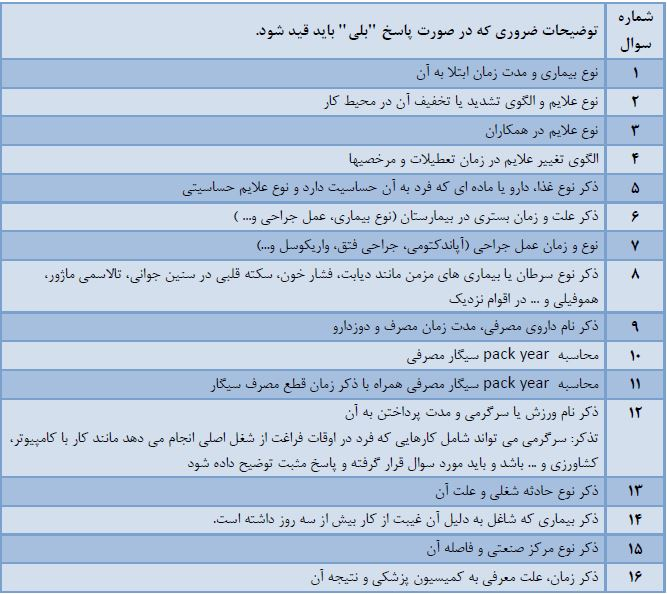 شماره سوال
توضیحات ضروری که در صورت پاسخ "بلی" باید قید شود.
۱ نوع بیماری و مدت زمان ابتلا به آن
۲ نوع علایم و الگوی تشدید یا تخفیف آن در محیط کار
۳ نوع علایم در همکاران
۴ الگوی تغییر علایم در زمان تعطیلات و مرخصیها
۵ ذکر نوع غذا، دارو یا ماده ای که فرد به آن حساسیت دارد و نوع علایم حساسیتی
۶ ذکر علت و زمان بستری در بیمارستان (نوع بیماری، عمل جراحی و... )
۷ نوع و زمان عمل جراحی (آپاندکتومی، جراحی فتق، واریکوسل و...)
۸ ذکر نوع سرطان یا بیماری های مزمن مانند دیابت، فشار خون، سکته قلبی در سنین جوانی، تالاسمی ماژور،
هموفیلی و ... در اقوام نزدیک
۹ ذکر نام داروی مصرفی، مدت زمان مصرف و دوزدارو
۱۰ محاسبه pack year سیگار مصرفی
۱۱ محاسبه pack year سیگار مصرفی همراه با ذکر زمان قطع مصرف سیگار
۱۲ ذکر نام ورزش یا سرگرمی و مدت پرداختن به آن
تذکر: سرگرمی می تواند شامل کارهایی که فرد در اوقات فراغت از شغل اصلی انجام می دهد مانند کار با کامپیوتر،
کشاورزی و ... باشد و باید مورد سوال قرار گرفته و پاسخ مثبت توضیح داده شود
۱۳ ذکر نوع حادثه شغلی و علت آن
۱۴ ذکر بیماری که شاغل به دلیل آن غیبت از کار بیش از سه روز داشته است.
۱۵ ذکر نوع مرکز صنعتی و فاصله آن
۱۶ ذکر زمان، علت معرفی به کمیسیون پزشکی و نتیجه آن